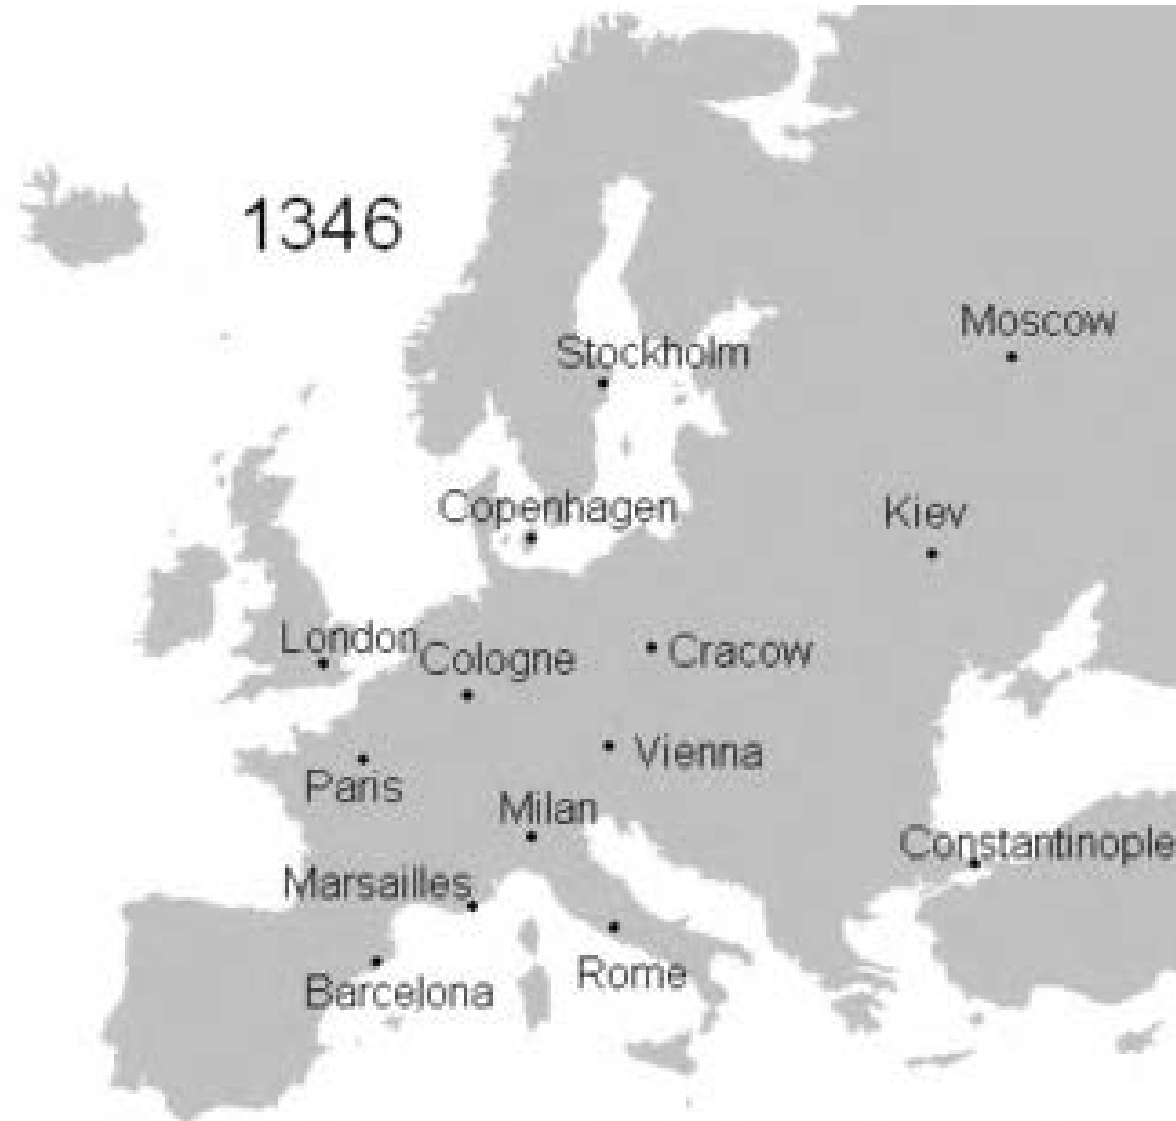 1346
Moscow
Stockholm
Copenhagen
Kiev
London
Cologne
Cracow
Vienna
Paris
Milan
Constantinople
Marsailles
Rome
Barcelona